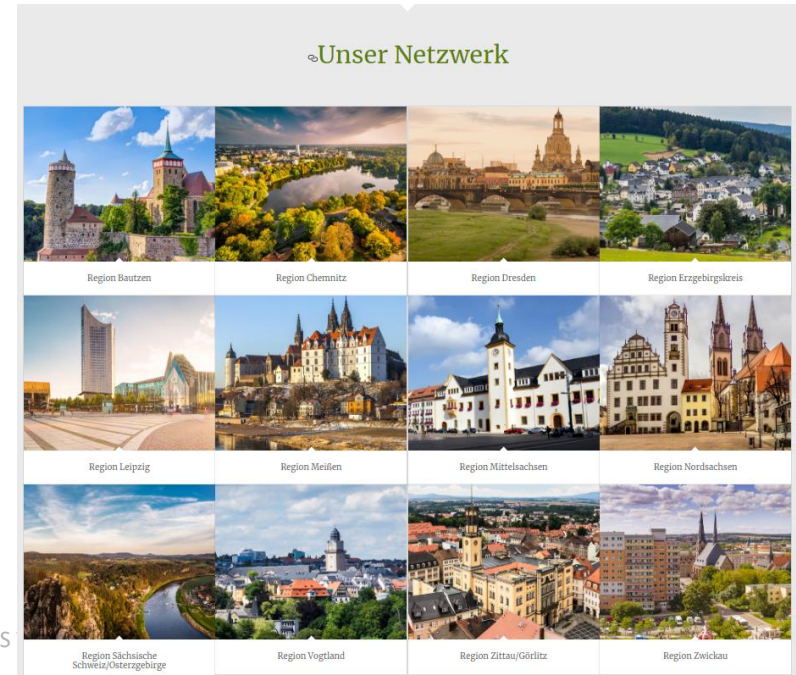 Unser Netzwerk
Region Bautzen
Region Chemnitz
Region Dresden
Region Erzgebirgskreis
Region Leipzig
Region Meißen
Region Mittelsachsen
Region Nordsachsen
S
Region Sächsische
Schweiz/Osterzgebirge
Region Vogtland
Region Zittau/Görlitz
Region Zwickau